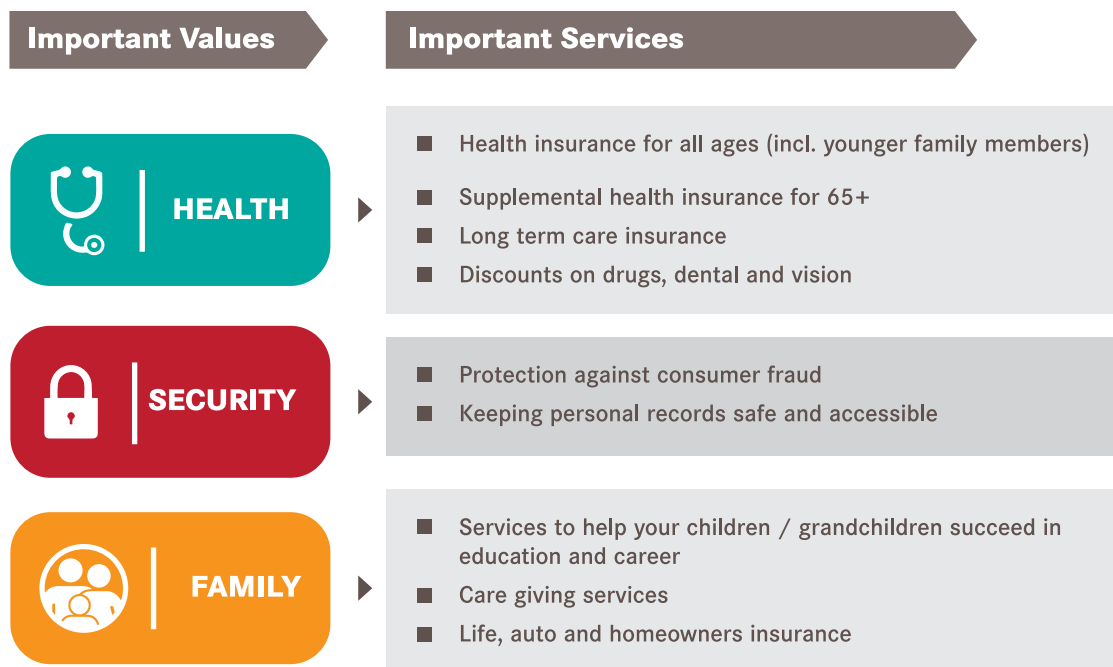 Important Values
Important Services
HEALTH
■ Health insurance for all ages (incl. younger family members)
■ Supplemental health insurance for 65+
■ Long term care insurance
■ Discounts on drugs, dental and vision
SECURITY
■ Protection against consumer fraud
■ Keeping personal records safe and accessible
FAMILY
■ Services to help your children / grandchildren succeed in
education and career
■ Care giving services
■ Life, auto and homeowners insurance